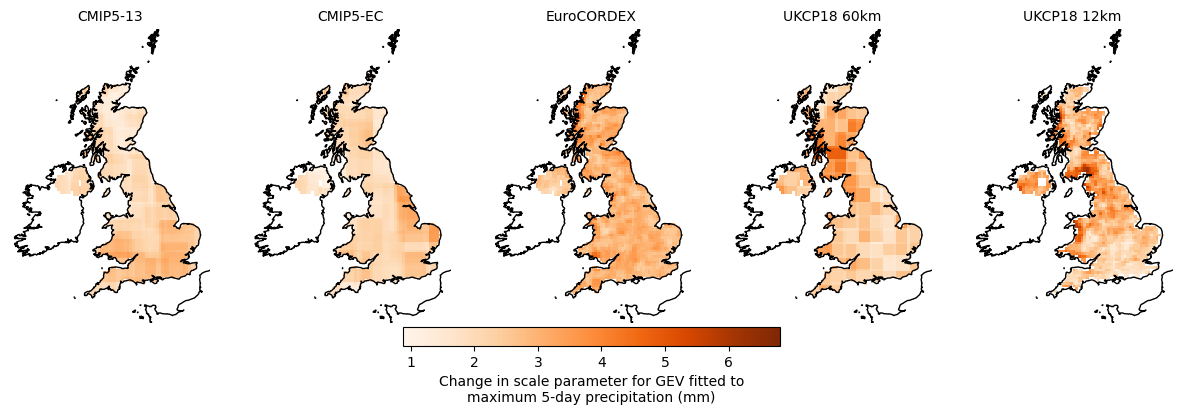 CMIP5-13
CMIP5-EC
EuroCORDEX
UKCP18 60km
UKCP18 12km
1 2 3 4 5 6
Change in scale parameter for GEV fitted to
maximum 5-day precipitation (mm)